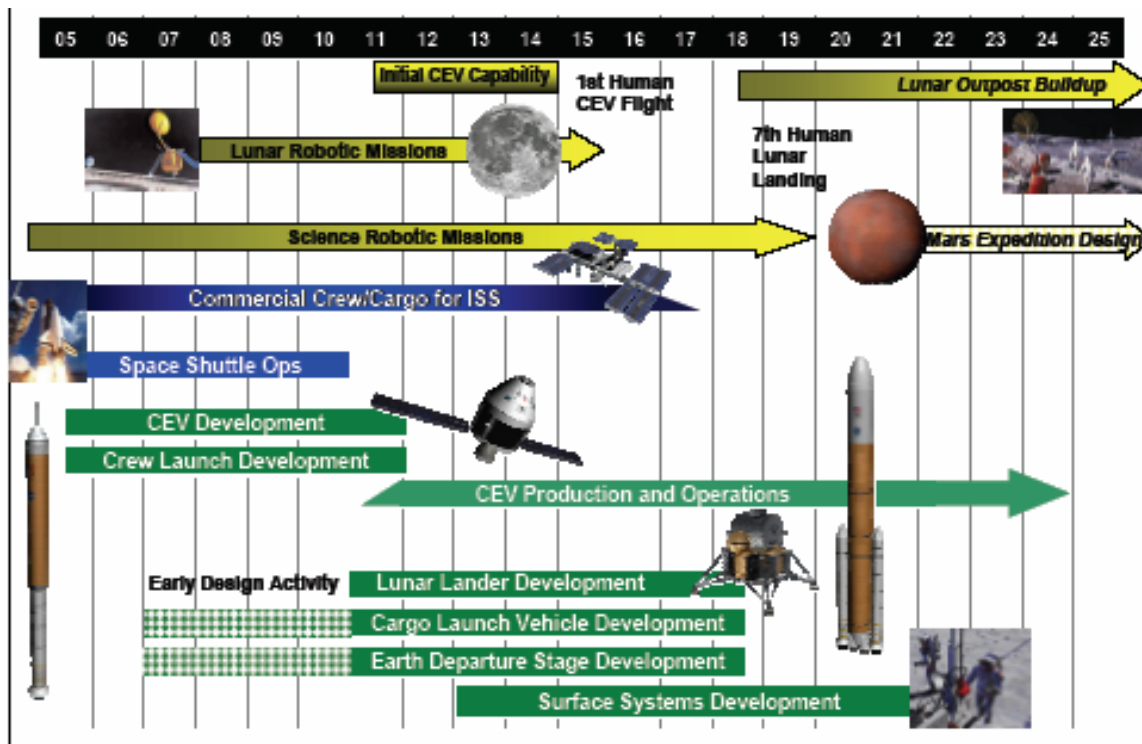 05 06 07 08 09 10 11 12 13 14 15 16 17 18 19 20 21 22 23 24 25
Initial CEV Capability
1st Human
CEV Flight
Lunar Outpost Buildup
Lunar Robotic Missions
7th Human
Lunar
Landing
Science Robotic Missions
Mars Expedition Design
Commercial Crew/Cargo for ISS
Space Shuttle Ops
CEV Development
Crew Launch Development
CEV Production and Operations
Early Design Activity
Lunar Lander Development
Cargo Launch Vehicle Development
Earth Departure Stage Development
Surface Systems Development